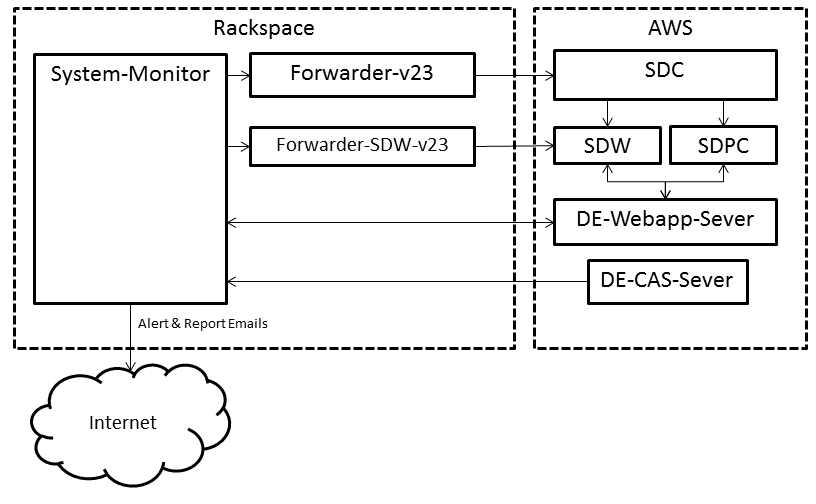 Rackspace
AWS
System-Monitor
Forwarder-v23
SDC
Forwarder-SDW-v23
SDW
SDPC
DE-Webapp-Sever
DE-CAS-Sever
Alert & Report Emails
Internet